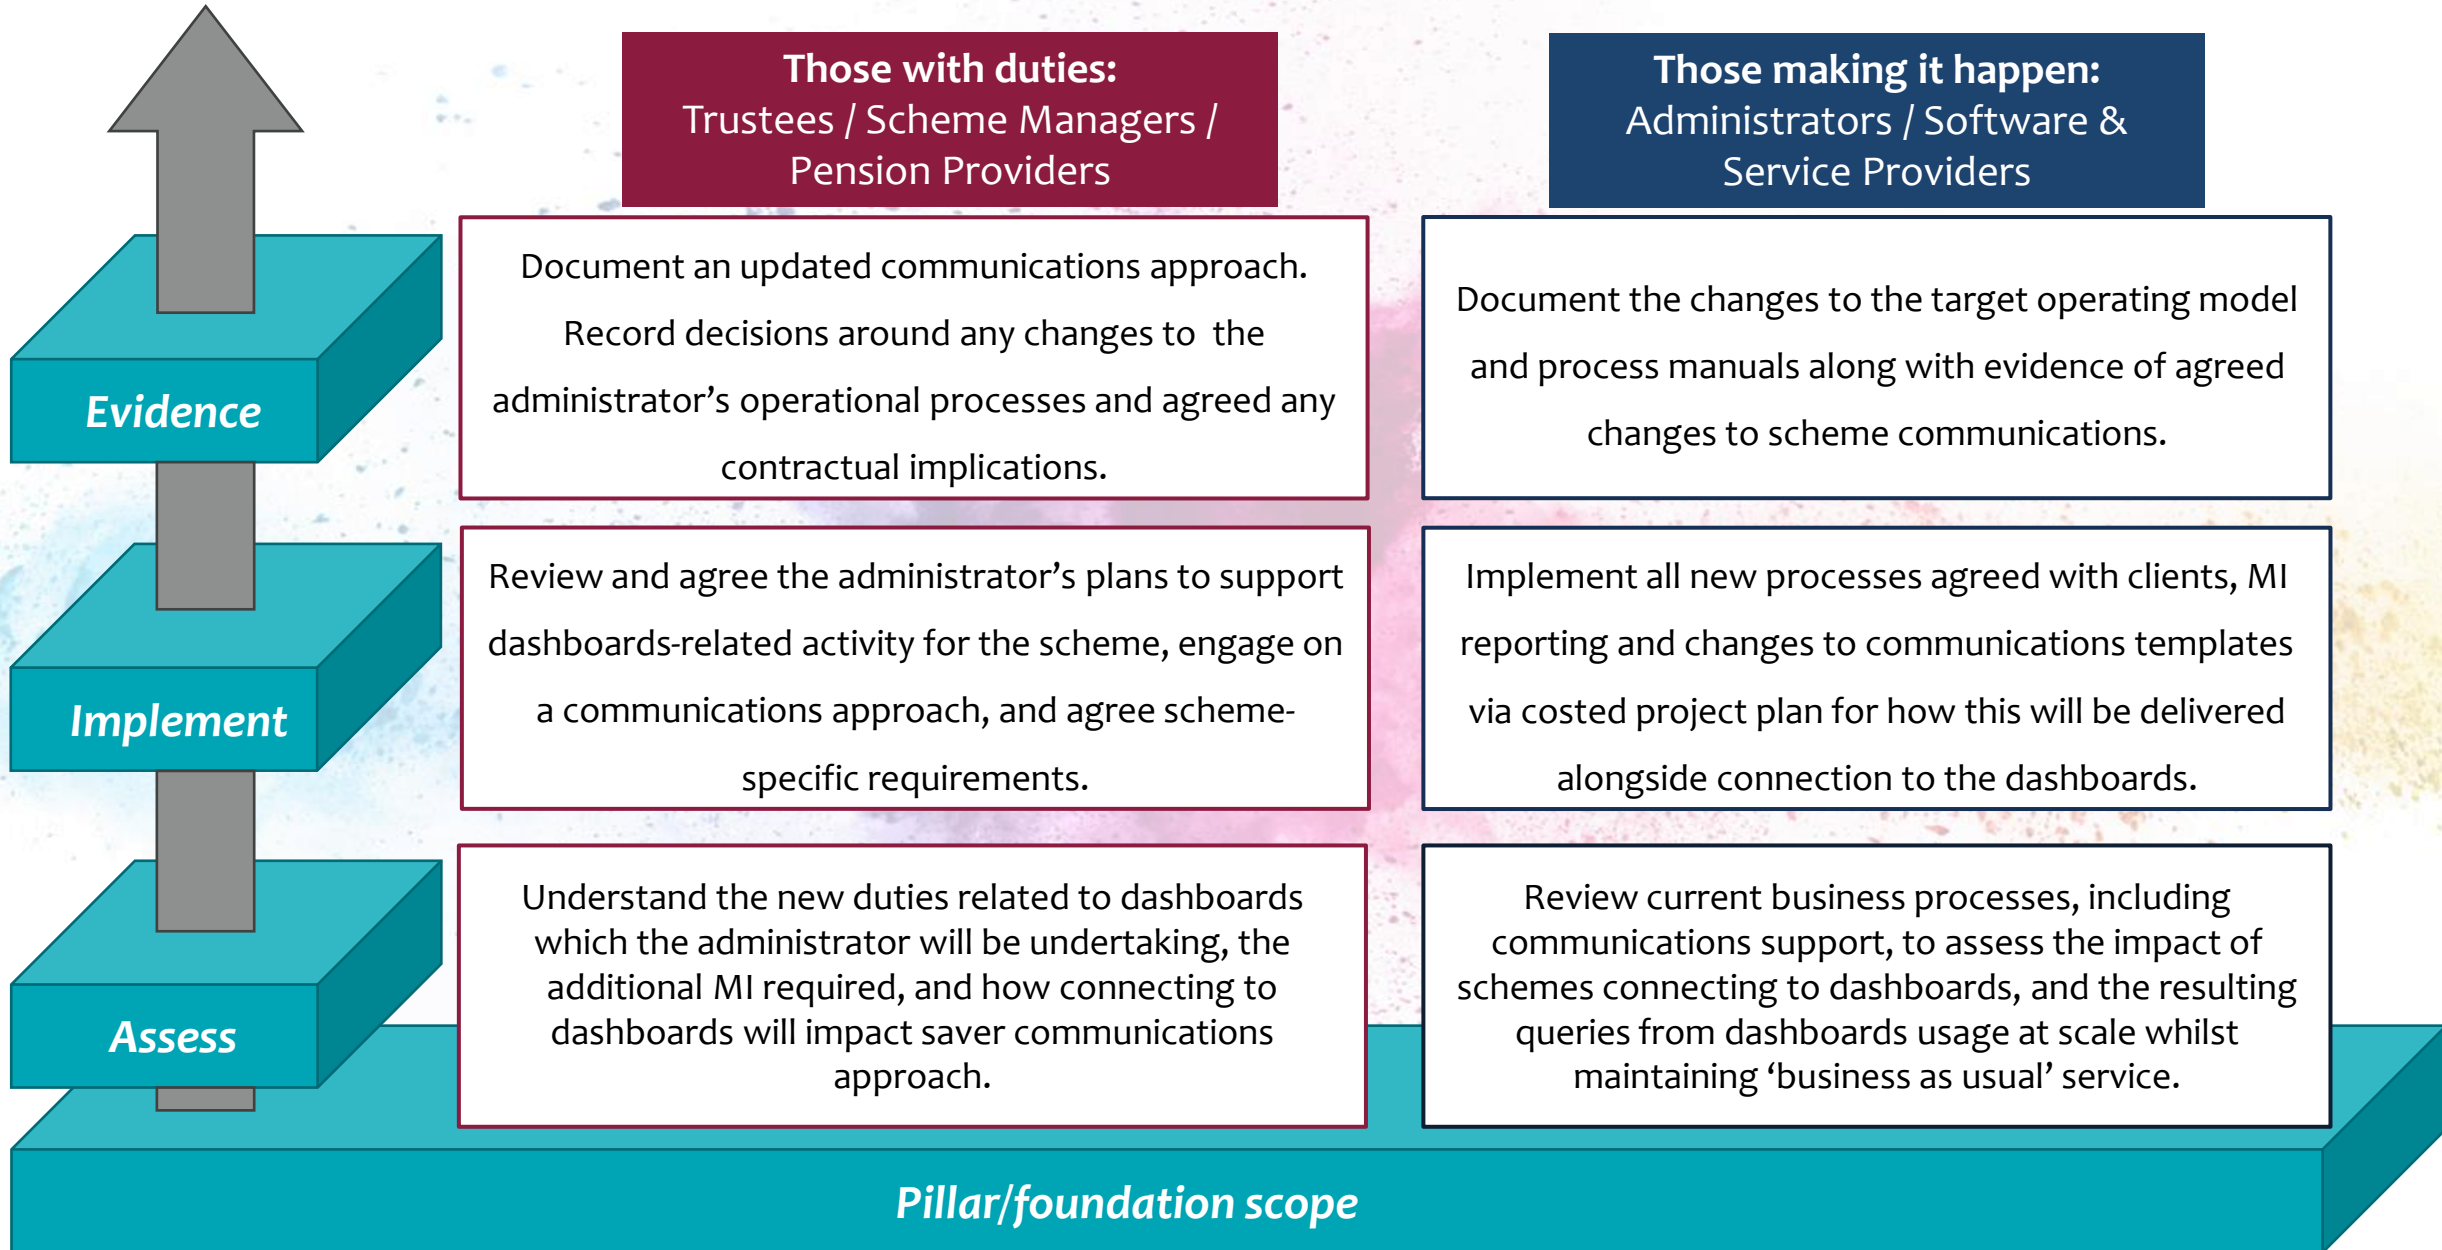 Those with duties:
Trustees / Scheme Managers /
Pension Providers
Those making it happen:
Administrators / Software &
Service Providers
Evidence
Document an updated communications approach.
Record decisions around any changes to  the
administrator’s operational processes and agreed any
contractual implications.
Document the changes to the target operating model
and process manuals along with evidence of agreed
changes to scheme communications.
Implement
Review and agree the administrator’s plans to support
dashboards-related activity for the scheme, engage on
a communications approach, and agree scheme-
specific requirements.
Implement all new processes agreed with clients, MI
reporting and changes to communications templates
via costed project plan for how this will be delivered
alongside connection to the dashboards.
Assess
Understand the new duties related to dashboards
which the administrator will be undertaking, the
additional MI required, and how connecting to
dashboards will impact saver communications
approach.
Review current business processes, including
communications support, to assess the impact of
schemes connecting to dashboards, and the resulting
queries from dashboards usage at scale whilst
maintaining ‘business as usual’ service.
Pillar/foundation scope